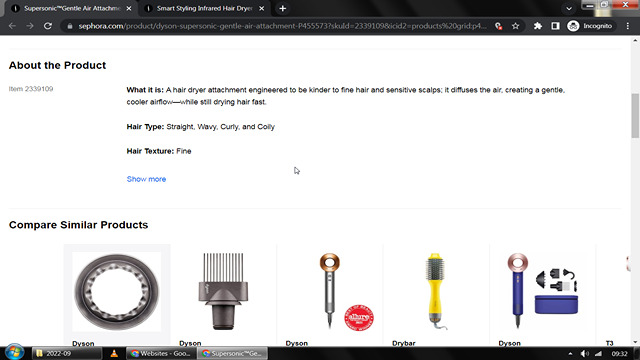 Supersonic™Gentle Air Attachm
Smart Styling Infrared Hair Dryer
sephora.com/product/dyson-supersonic-gentle-air-attachment-P455573?skuId=2339109&icid2=products%20grid:p4...
Incognito
About the Product
Item 2339109
What it is: A hair dryer attachment engineered to be kinder to fine hair and sensitive scalps; it diffuses the air, creating a gentle,
cooler airflow—while still drying hair fast.
Hair Type: Straight, Wavy, Curly, and Coily
Hair Texture: Fine
Show more
Compare Similar Products
allure
Dyson
Dyson
Dyson
Drybar
Dyson
T3
2022-09
Websites - Goo...
Supersonic™Ge...
09:32